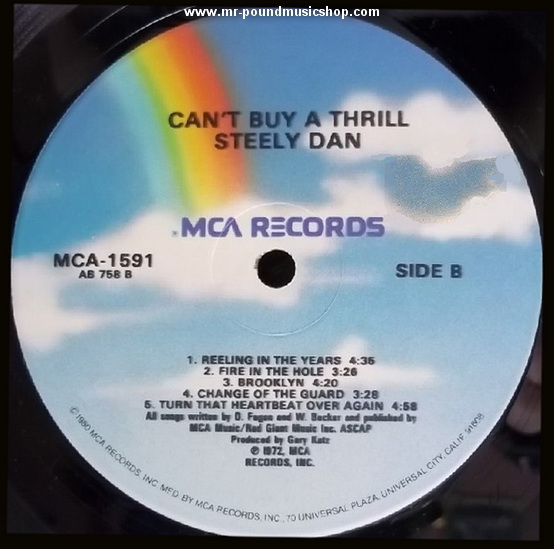 www.mr-poundmusicshop.com
CAN'T BUY A THRILL
STEELY DAN
MCA RECORDS
MCA-1591
AB 758 B
SIDE B
1. REELING IN THE YEARS 4:35
2. FIRE IN THE HOLE 3:26
3. BROOKLYN 4:20
4. CHANGE OF THE GUARD 3:28
5. TURN THAT HEARTBEAT OVER AGAIN 4:58
All songs written by D. Fagen and W. Becker and published by
MCA Music/Red Giant Music Inc. ASCAP
Produced by Gary Katz
℗ 1972, MCA
RECORDS, INC.
© 1980 MCA RECORDS, INC. MFD. BY MCA RECORDS, INC., 70 UNIVERSAL PLAZA, UNIVERSAL CITY, CALIF. 91608